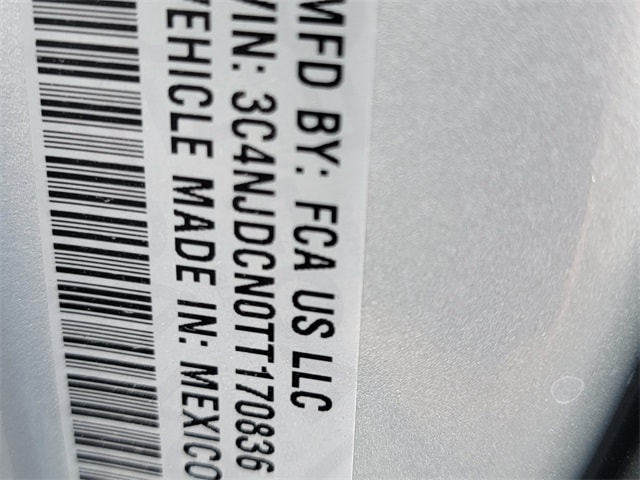 MFD BY: FCA US LLC
VIN: 3C4NJDCN0TT170836
VEHICLE MADE IN: MEXICO